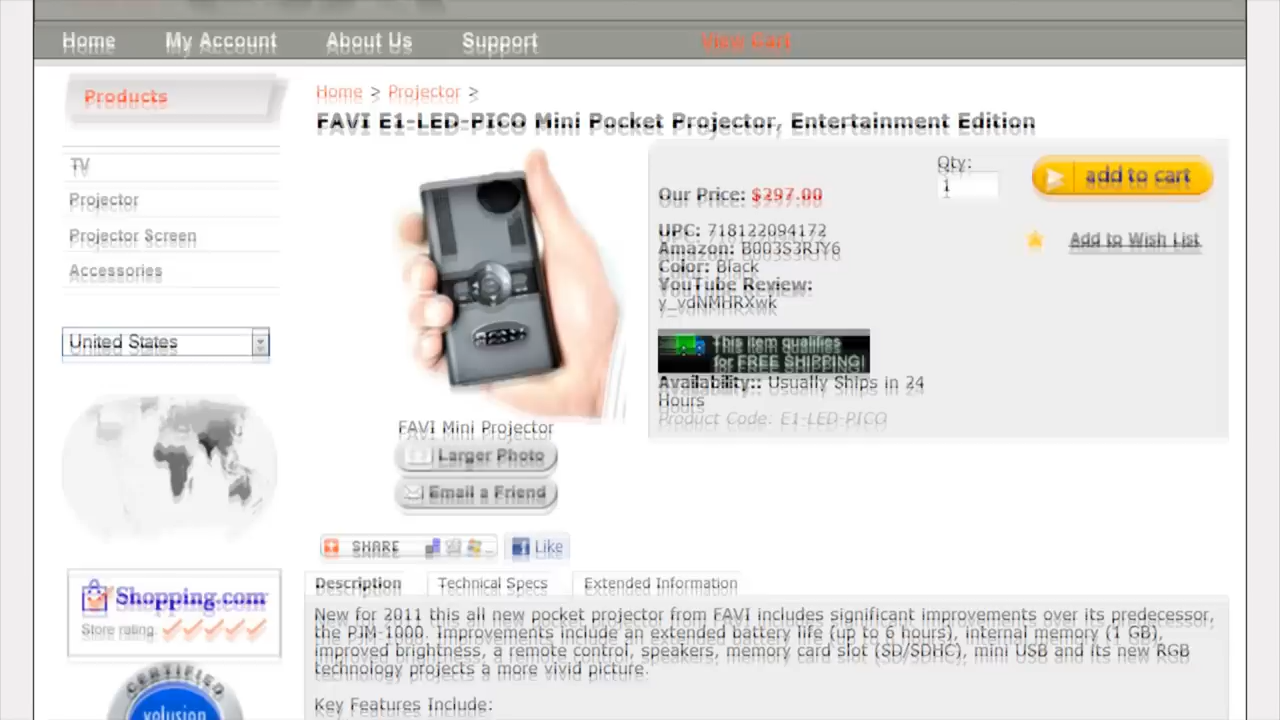 Home My Account About Us Support View Cart
Products
Home > Projector >
FAVI E1-LED-PICO Mini Pocket Projector, Entertainment Edition
TV
Projector
Projector Screen
Accessories
United States
Our Price: $297.00
Qty:
1
add to cart
Add to Wish List
UPC: 718122094172
Amazon: B003S3RJY6
Color: Black
YouTube Review:
y_vdNMHRXwk
This item qualifies
for FREE SHIPPING!
Availability:: Usually Ships in 24
Hours
Product Code: E1-LED-PICO
FAVI Mini Projector
Larger Photo
Email a Friend
SHARE
Like
Shopping.com
Store rating:
CERTIFIED
volusion
Description Technical Specs Extended Information
New for 2011 this all new pocket projector from FAVI includes significant improvements over its predecessor,
the PJM-1000. Improvements include an extended battery life (up to 6 hours), internal memory (1 GB),
improved brightness, a remote control, speakers, memory card slot (SD/SDHC), mini USB and its new RGB
technology projects a more vivid picture.
Key Features Include: